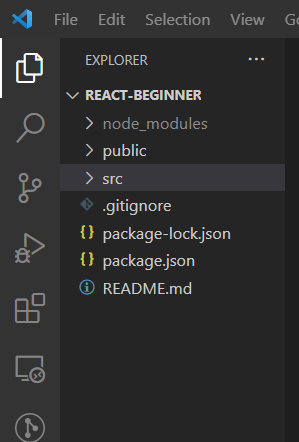 File Edit Selection View
EXPLORER
REACT-BEGINNER
node_modules
public
src
.gitignore
package-lock.json
package.json
README.md